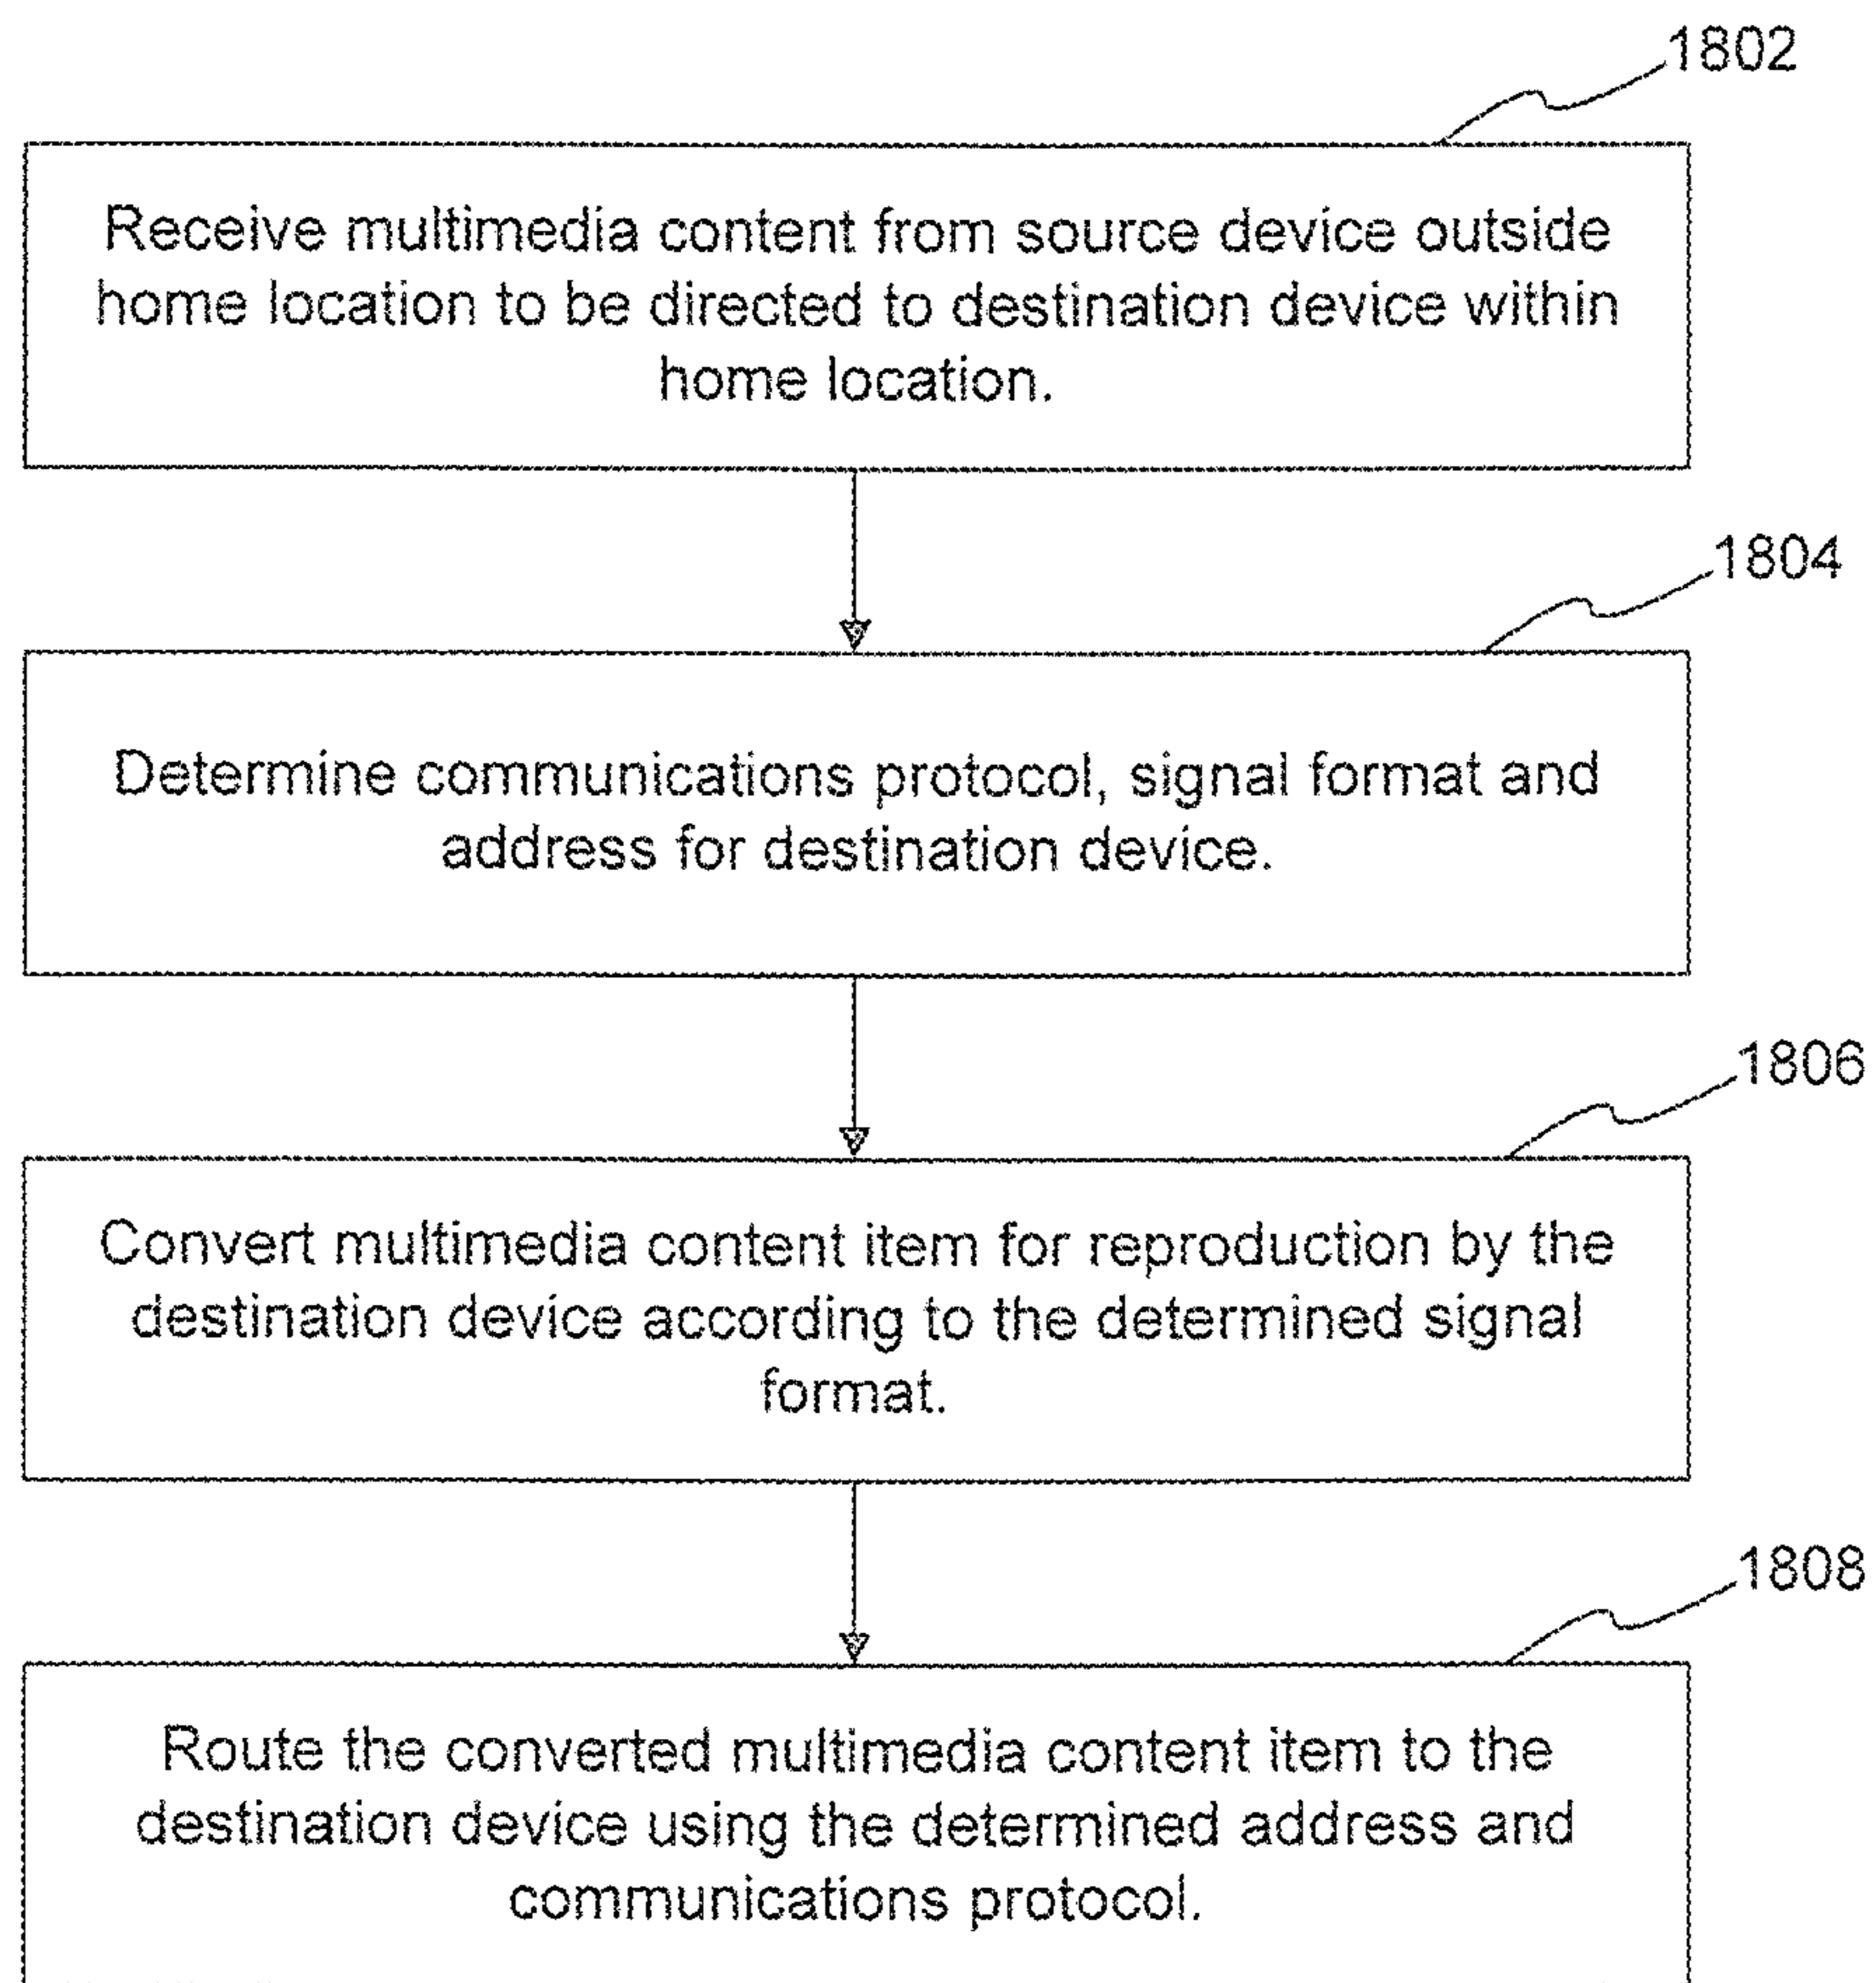 1802
Receive multimedia content from source device outside
home location to be directed to destination device within
home location.
1804
Determine communications protocol, signal format and
address for destination device.
1806
Convert multimedia content item for reproduction by the
destination device according to the determined signal
format.
1808
Route the converted multimedia content item to the
destination device using the determined address and
communications protocol.